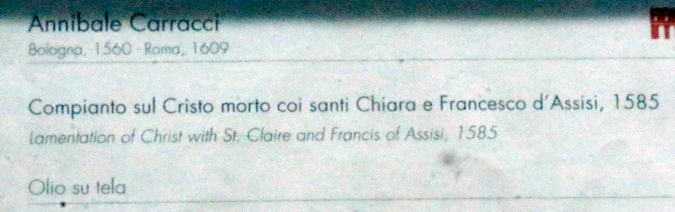 Annibale Carracci
Bologna, 1560 - Roma, 1609
Compianto sul Cristo morto coi santi Chiara e Francesco d'Assisi, 1585
Lamentation of Christ with St. Claire and Francis of Assisi, 1585
Olio su tela